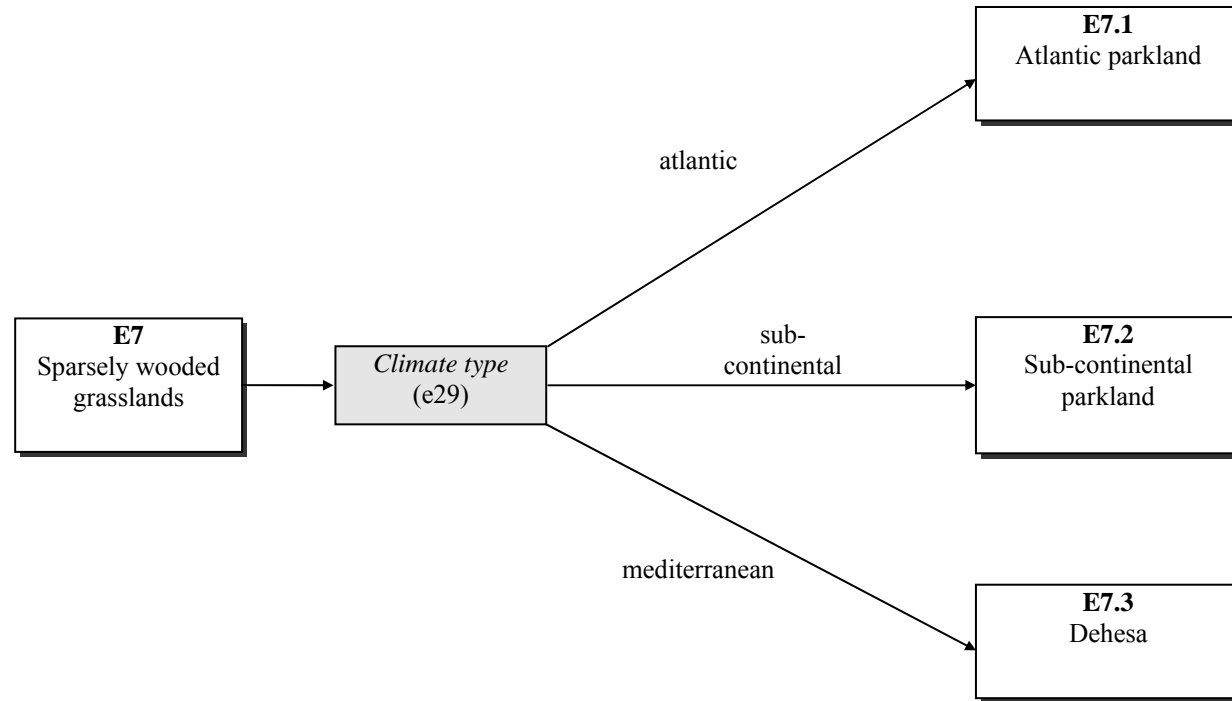 E7.1
Atlantic parkland
atlantic
E7
Sparsely wooded
grasslands
Climate type
(e29)
sub-
continental
E7.2
Sub-continental
parkland
mediterranean
E7.3
Dehesa